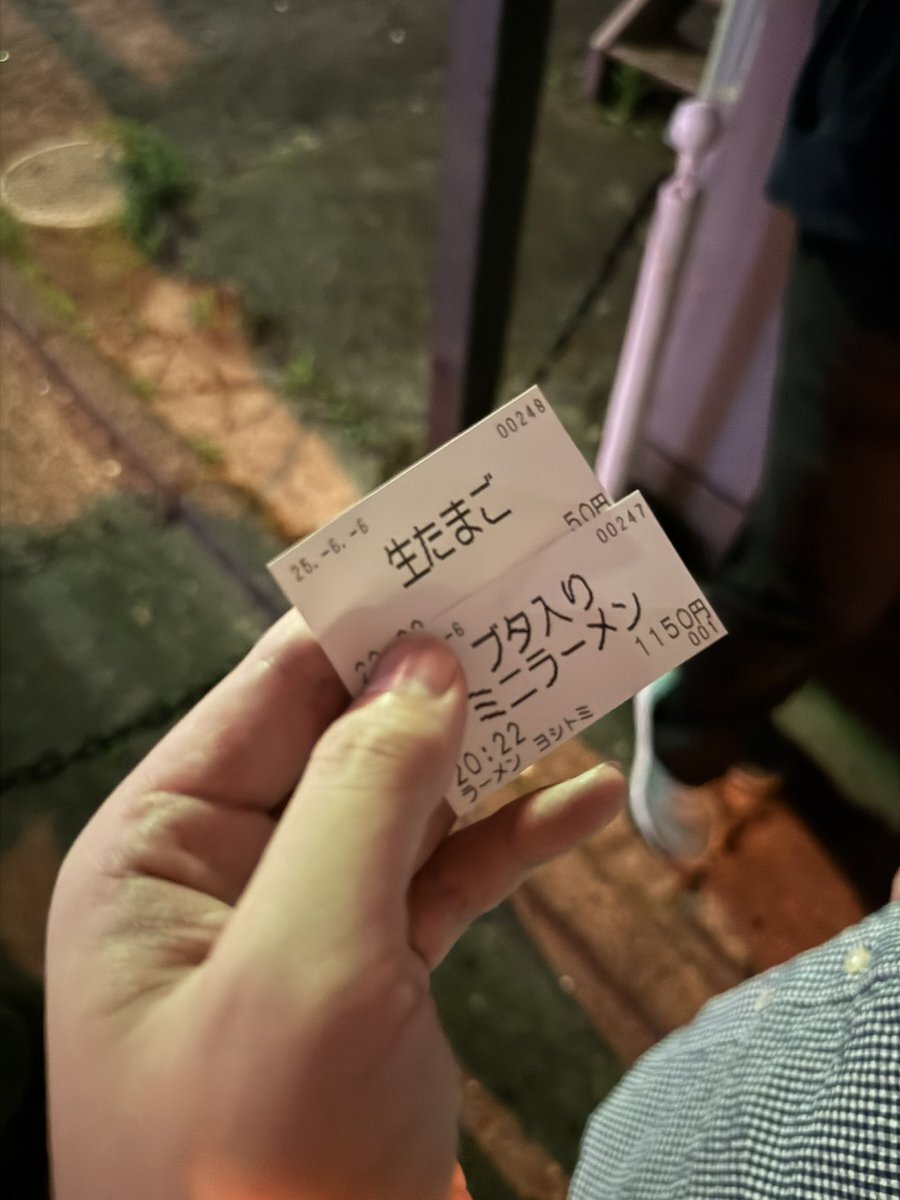 00248
25.-6.-6
生たまご
50円
00247
-6
ブタ入り
ミニラーメン
1150円
001
20:22
ラーメン ヨシトミ